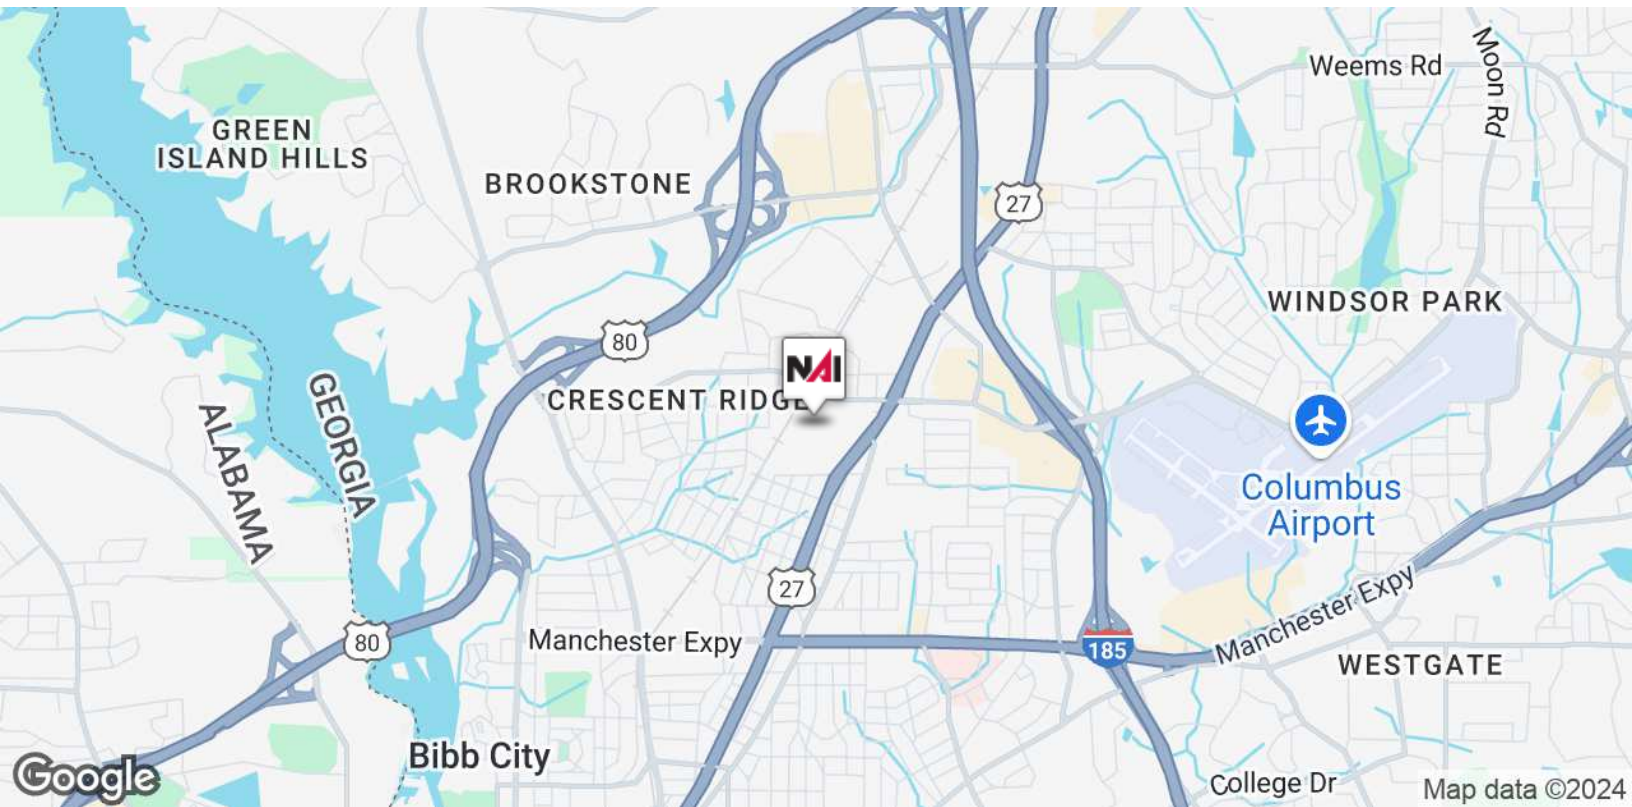 Weems Rd
Moon Rd
GREEN
ISLAND HILLS
BROOKSTONE
27
WINDSOR PARK
80
NAI
CRESCENT RIDGE
GEORGIA
ALABAMA
Columbus
Airport
27
80
Manchester Expy
185
Manchester Expy
WESTGATE
Bibb City
Google
College Dr
Map data ©2024